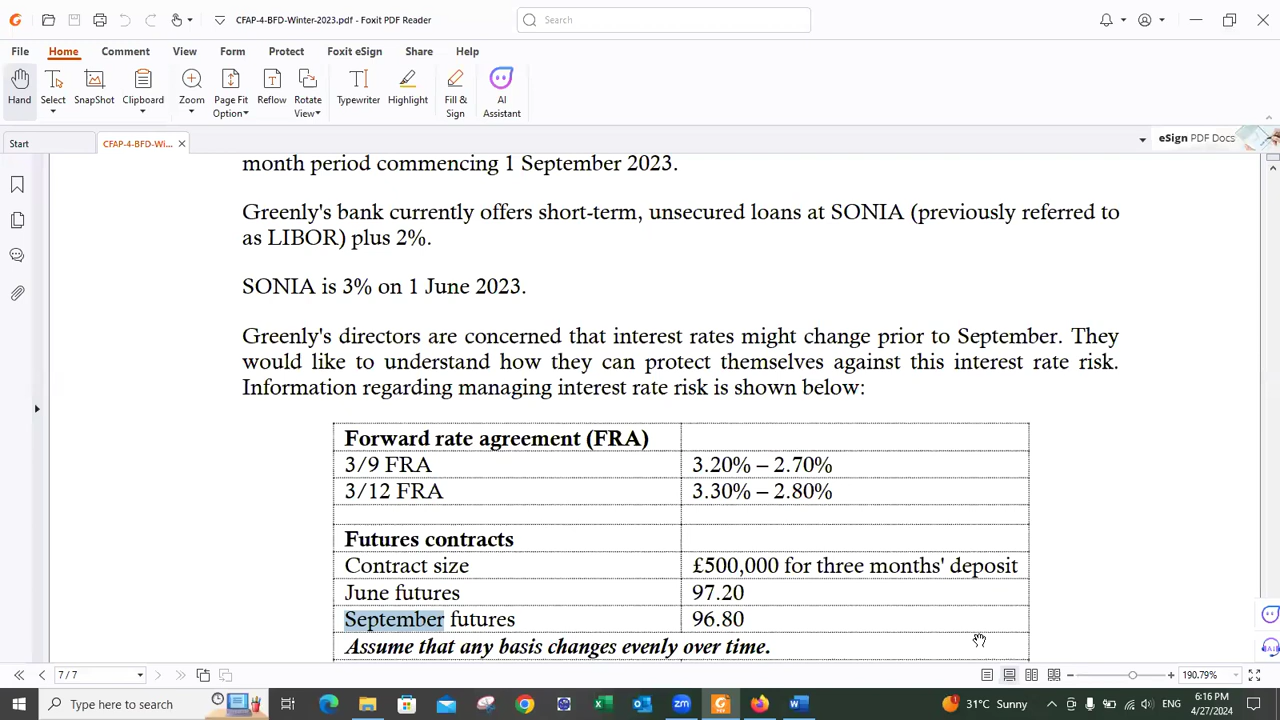 CFAP-4-BFD-Winter-2023.pdf - Foxit PDF Reader
Search
File Home Comment View Form Protect Foxit eSign Share Help
Hand Select SnapShot Clipboard Zoom Page Fit Option Reflow Rotate View Typewriter Highlight Fill & Sign AI Assistant
Start CFAP-4-BFD-Wi... eSign PDF Docs
month period commencing 1 September 2023.
Greenly's bank currently offers short-term, unsecured loans at SONIA (previously referred to
as LIBOR) plus 2%.
SONIA is 3% on 1 June 2023.
Greenly's directors are concerned that interest rates might change prior to September. They
would like to understand how they can protect themselves against this interest rate risk.
Information regarding managing interest rate risk is shown below:
Forward rate agreement (FRA)
3/9 FRA 3.20% – 2.70%
3/12 FRA 3.30% – 2.80%
Futures contracts
Contract size £500,000 for three months' deposit
June futures 97.20
September futures 96.80
Assume that any basis changes evenly over time.
7 / 7 190.79%
Type here to search 31°C Sunny ENG 6:16 PM
4/27/2024